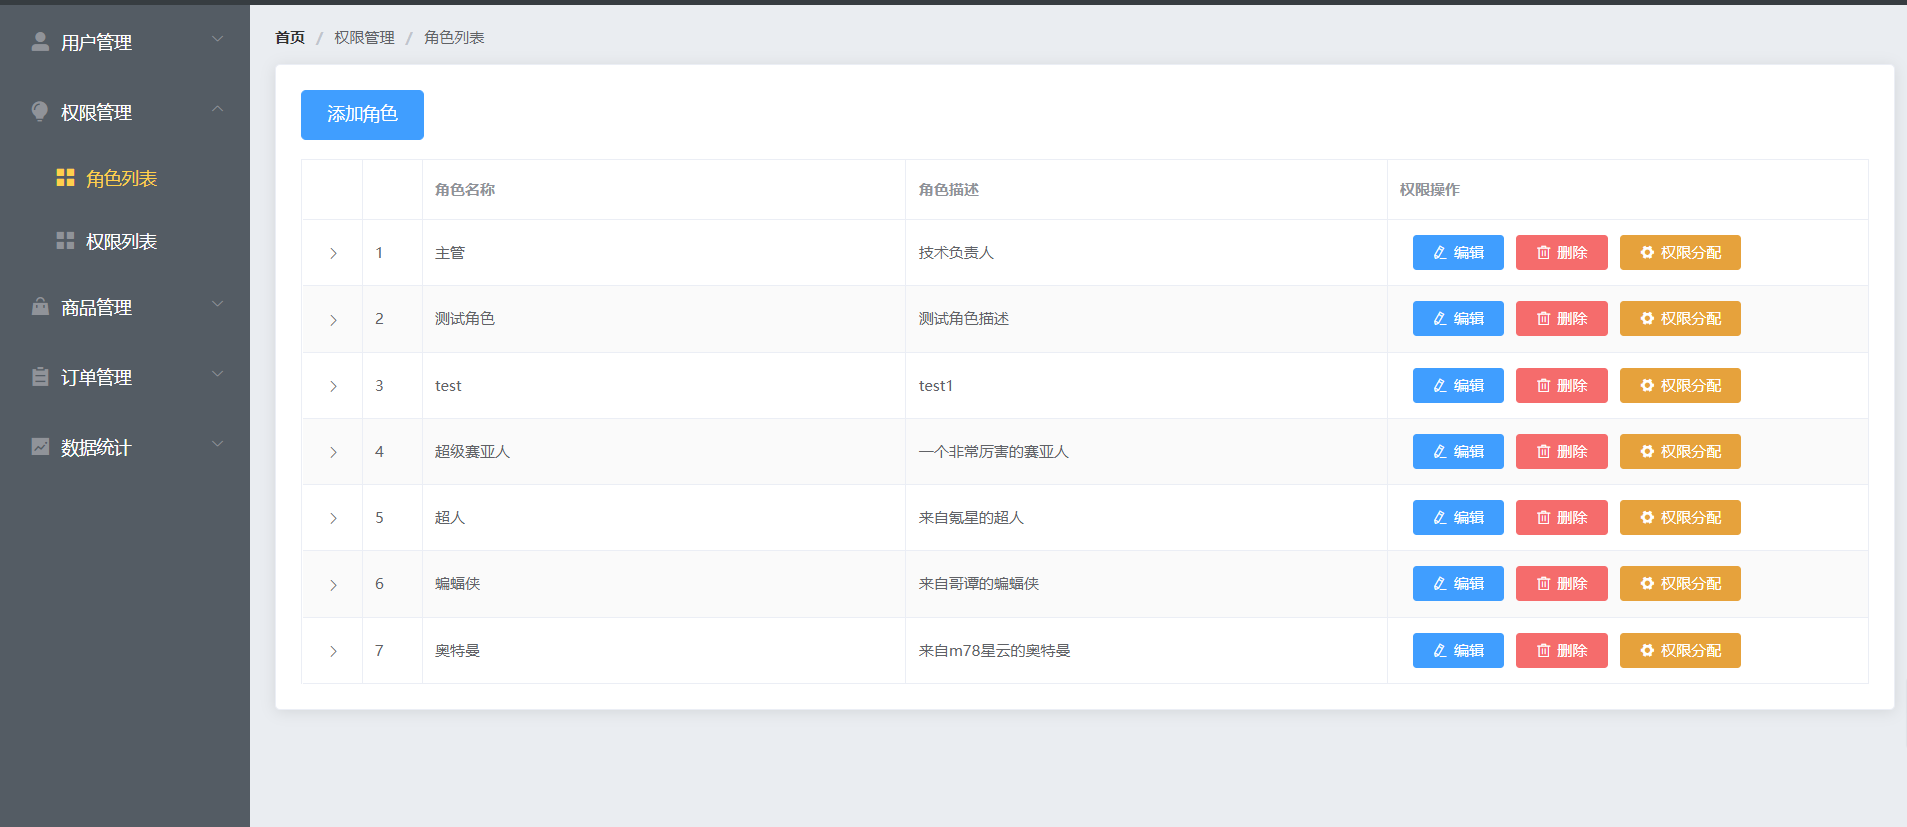 用户管理
权限管理
角色列表
权限列表
商品管理
订单管理
数据统计
首页 / 权限管理 / 角色列表
添加角色
角色名称 角色描述 权限操作
1 主管 技术负责人 编辑 删除 权限分配
2 测试角色 测试角色描述 编辑 删除 权限分配
3 test test1 编辑 删除 权限分配
4 超级赛亚人 一个非常厉害的赛亚人 编辑 删除 权限分配
5 超人 来自氪星的超人 编辑 删除 权限分配
6 蝙蝠侠 来自哥谭的蝙蝠侠 编辑 删除 权限分配
7 奥特曼 来自m78星云的奥特曼 编辑 删除 权限分配